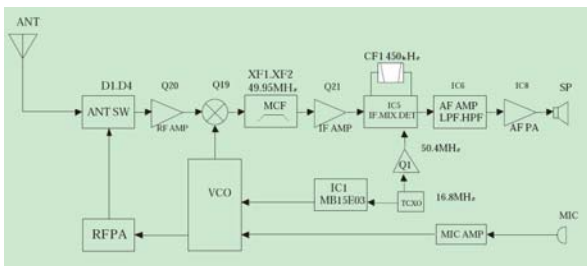 ANT
D1.D4
ANT SW
Q20
RF AMP
Q19
XF1.XF2
49.95MHz
MCF
Q21
IF AMP
CF1 450kHz
IC5
IF.MIX.DET
IC6
AF AMP
LPF.HPF
IC8
AF PA
SP
50.4MHz
Q1
VCO
IC1
MB15E03
TCXO
16.8MHz
RFPA
MIC AMP
MIC